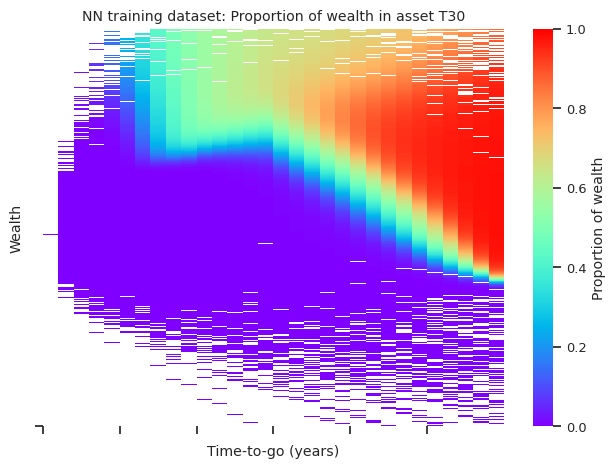 NN training dataset: Proportion of wealth in asset T30
Wealth
Time-to-go (years)
1.0
0.8
0.6
0.4
0.2
0.0
Proportion of wealth